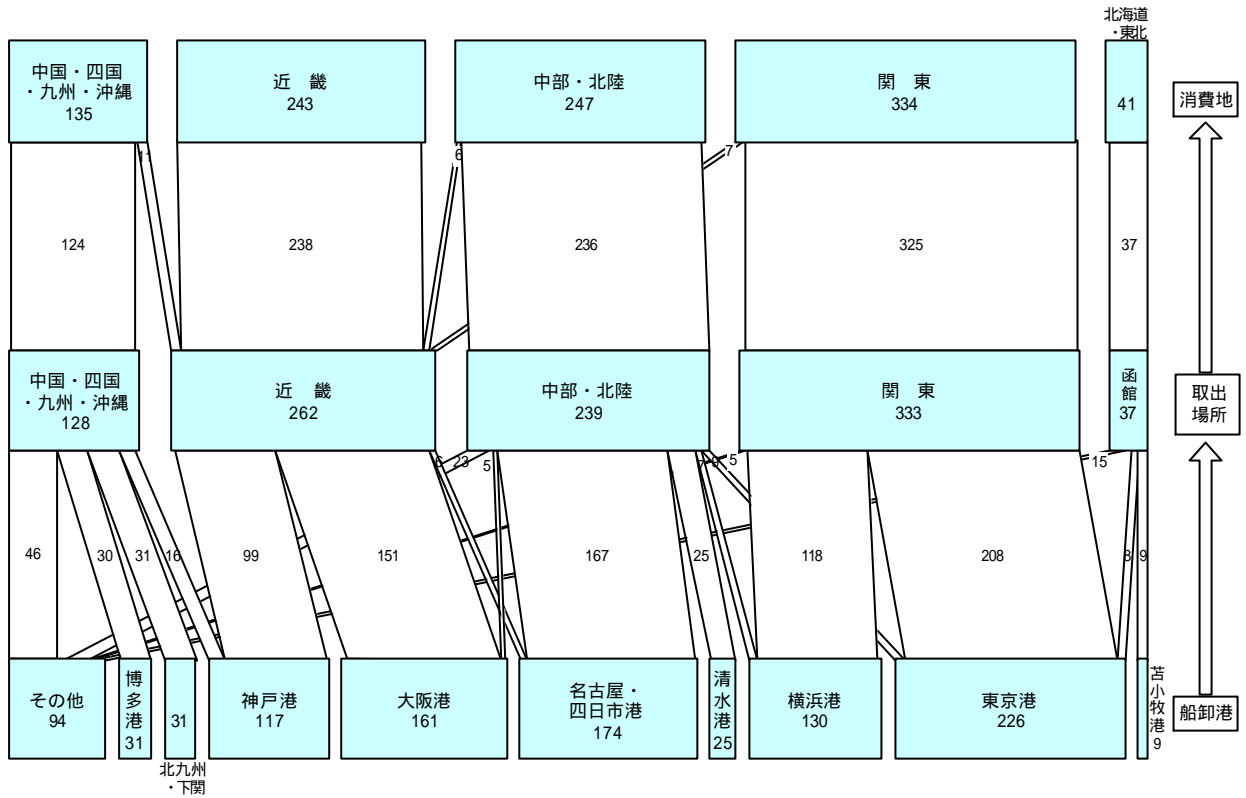 北海道
・東北
中国・四国
・九州・沖縄
135
近　畿
243
中部・北陸
247
関　東
334
41
消費地
11
6
7
124
238
236
325
37
中国・四国
・九州・沖縄
128
近　畿
262
中部・北陸
239
関　東
333
函館
37
取出
場所
6
23
5
9
5
15
46
30
31
16
99
151
167
25
118
208
8
9
その他
94
博多港
31
31
神戸港
117
大阪港
161
名古屋・
四日市港
174
清水港
25
横浜港
130
東京港
226
苫小牧港
9
船卸港
北九州
・下関